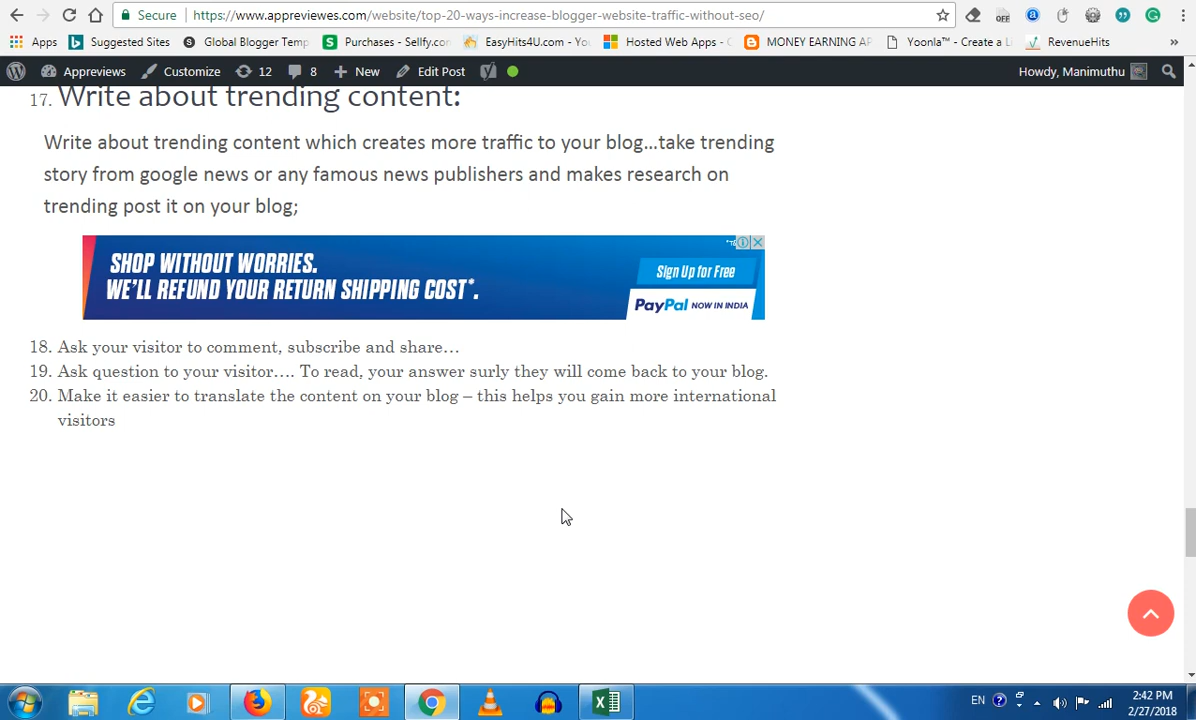 Secure
https://www.appreviewes.com/website/top-20-ways-increase-blogger-website-traffic-without-seo/
OFF
Apps
Suggested Sites
Global Blogger Temp
Purchases - Sellfy.co
EasyHits4U.com - Yo
Hosted Web Apps -
MONEY EARNING AP
Yoonla™ - Create a Li
RevenueHits
»
Appreviews
Customize
12
8
New
Edit Post
Howdy, Manimuthu
17. Write about trending content:
Write about trending content which creates more traffic to your blog…take trending
story from google news or any famous news publishers and makes research on
trending post it on your blog;
SHOP WITHOUT WORRIES.
WE'LL REFUND YOUR RETURN SHIPPING COST*.
Sign Up for Free
PayPal NOW IN INDIA
18. Ask your visitor to comment, subscribe and share…
19. Ask question to your visitor…. To read, your answer surly they will come back to your blog.
20. Make it easier to translate the content on your blog – this helps you gain more international
visitors
EN
2:42 PM
2/27/2018